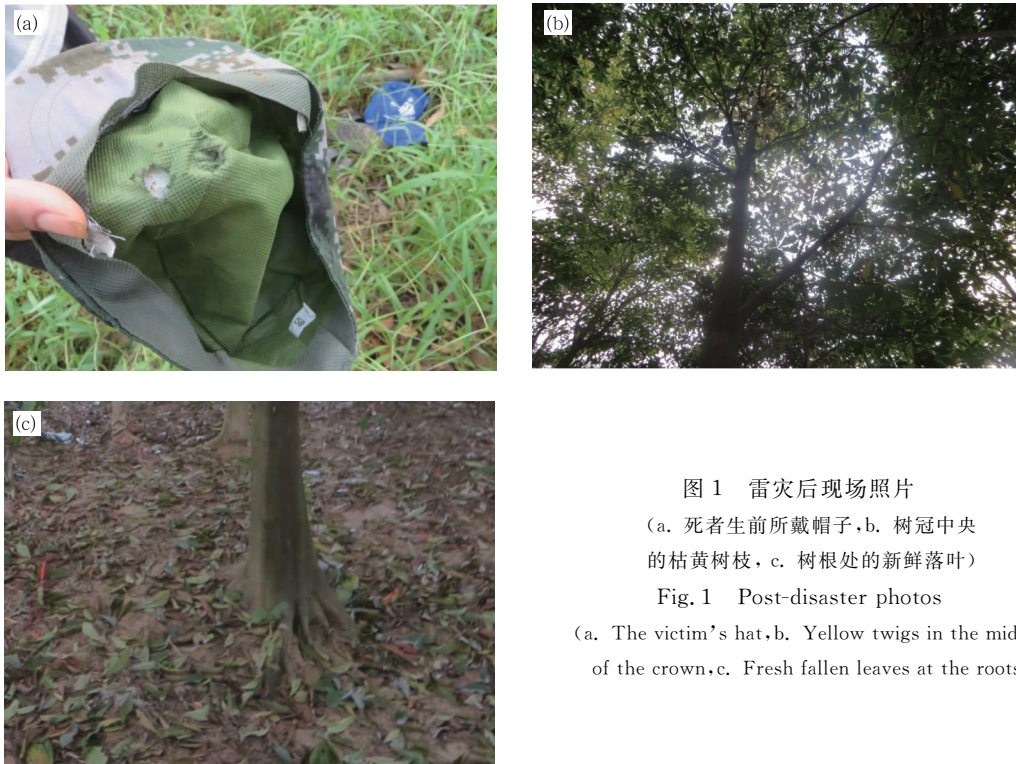 (a)
(b)
(c)
图 1 雷灾后现场照片
(a. 死者生前所戴帽子,b. 树冠中央
的枯黄树枝, c. 树根处的新鲜落叶)
Fig. 1 Post-disaster photos
(a. The victim's hat,b. Yellow twigs in the mid
of the crown,c. Fresh fallen leaves at the roots